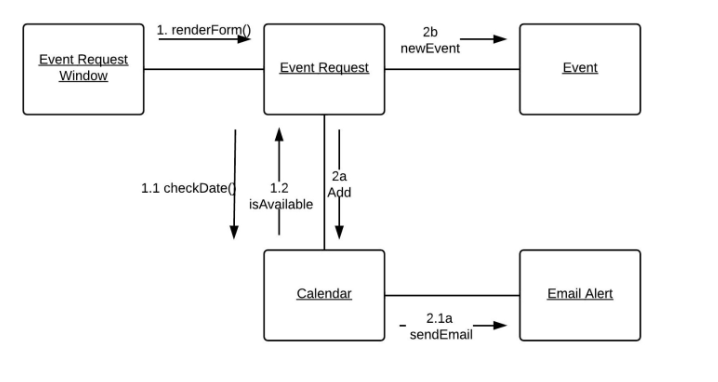 1. renderForm()
2b
newEvent
Event Request
Window
Event Request
Event
1.1 checkDate()
1.2
isAvailable
2a
Add
Calendar
Email Alert
2.1a
sendEmail